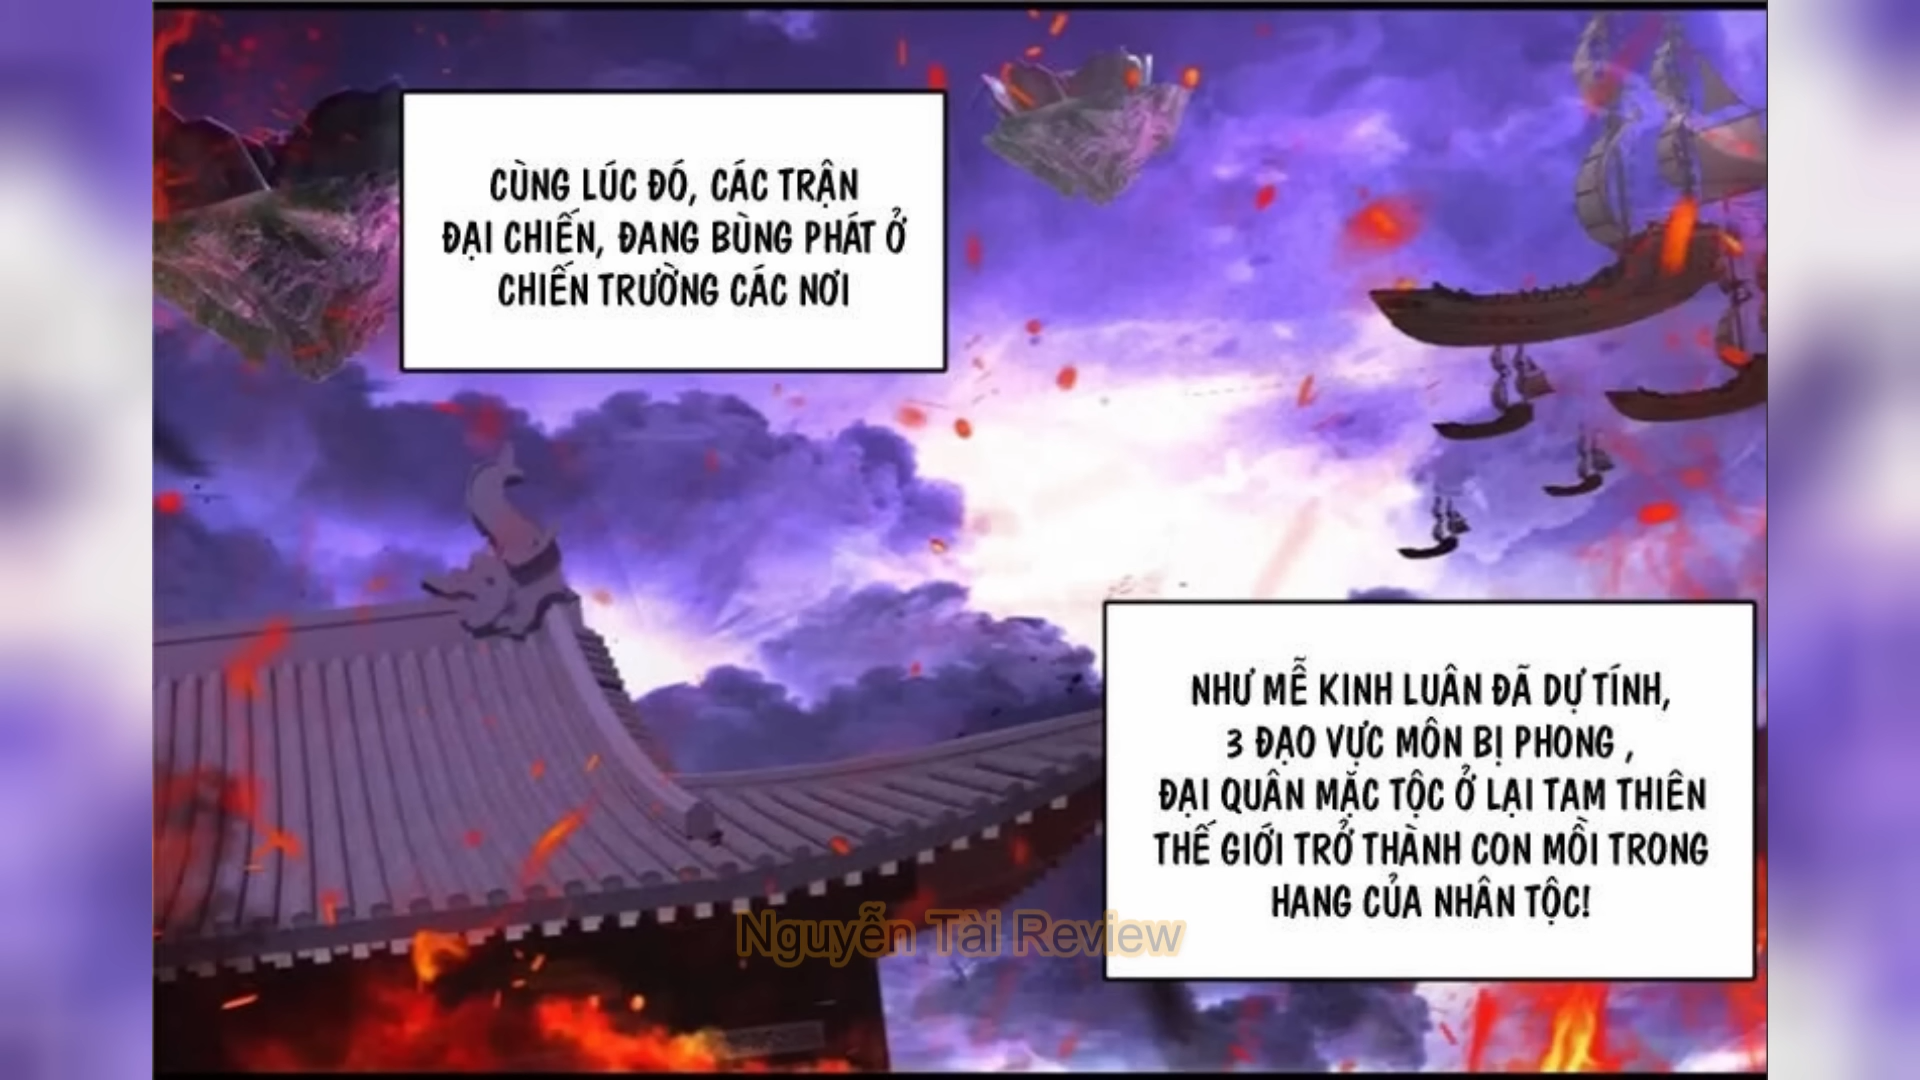 CÙNG LÚC ĐÓ, CÁC TRẬN
ĐẠI CHIẾN, ĐANG BÙNG PHÁT Ở
CHIẾN TRƯỜNG CÁC NƠI
NHƯ MỄ KINH LUÂN ĐÃ DỰ TÍNH,
3 ĐẠO VỰC MÔN BỊ PHONG ,
ĐẠI QUÂN MẶC TỘC Ở LẠI TAM THIÊN
THẾ GIỚI TRỞ THÀNH CON MỒI TRONG
HANG CỦA NHÂN TỘC!
Nguyễn Tài Review